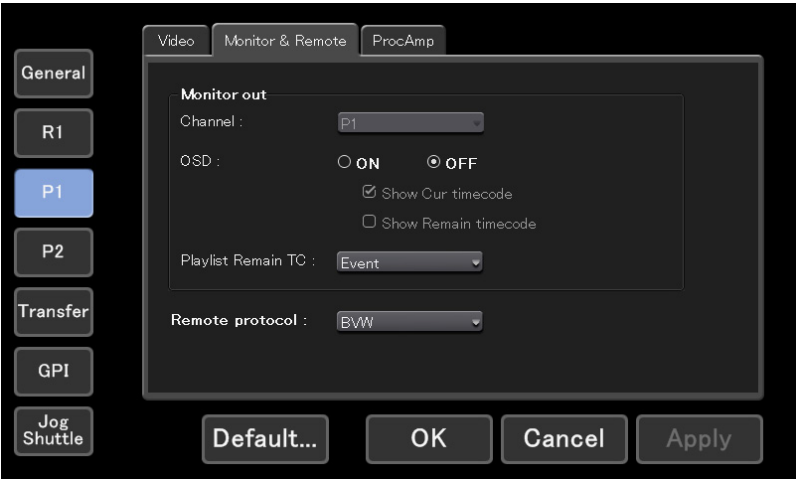 Video Monitor & Remote ProcAmp
General
R1
P1
P2
Transfer
GPI
Jog
Shuttle
Monitor out
Channel : P1
OSD : ON OFF
Show Cur timecode
Show Remain timecode
Playlist Remain TC : Event
Remote protocol : BVW
Default... OK Cancel Apply